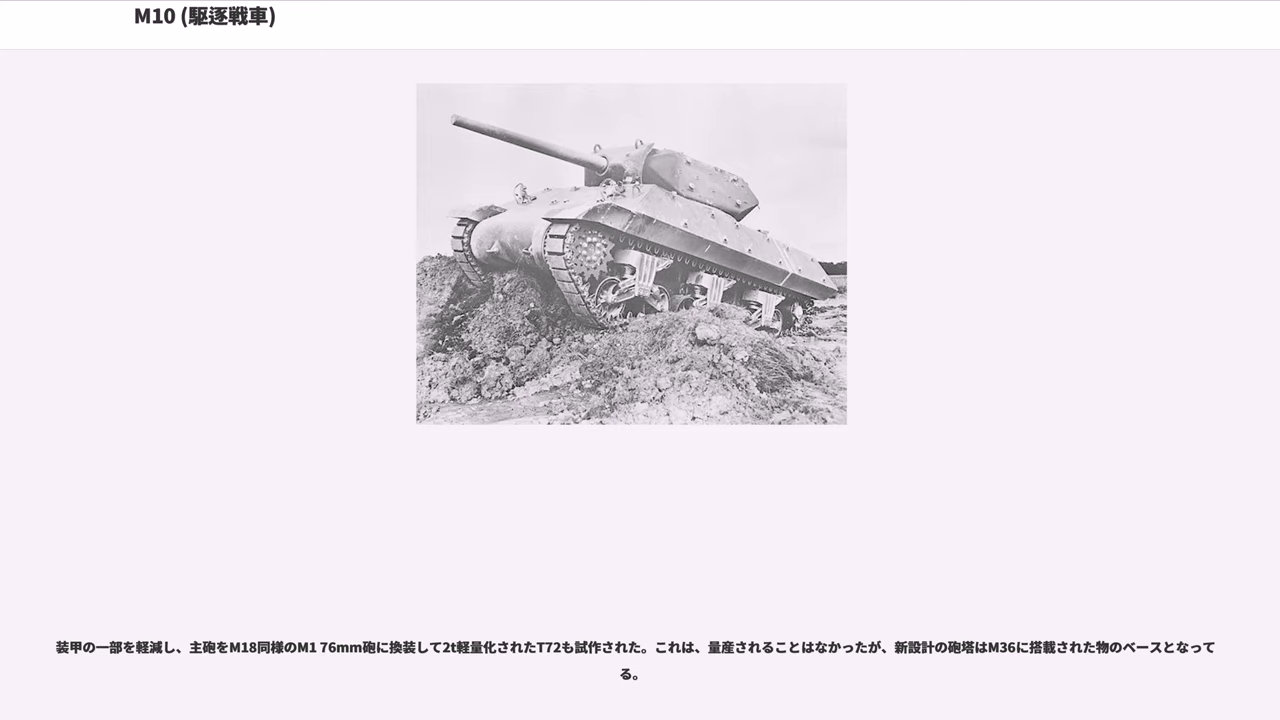 M10 (駆逐戦車)
装甲の一部を軽減し、主砲をM18同様のM1 76mm砲に換装して2t軽量化されたT72も試作された。これは、量産されることはなかったが、新設計の砲塔はM36に搭載された物のベースとなって
る。